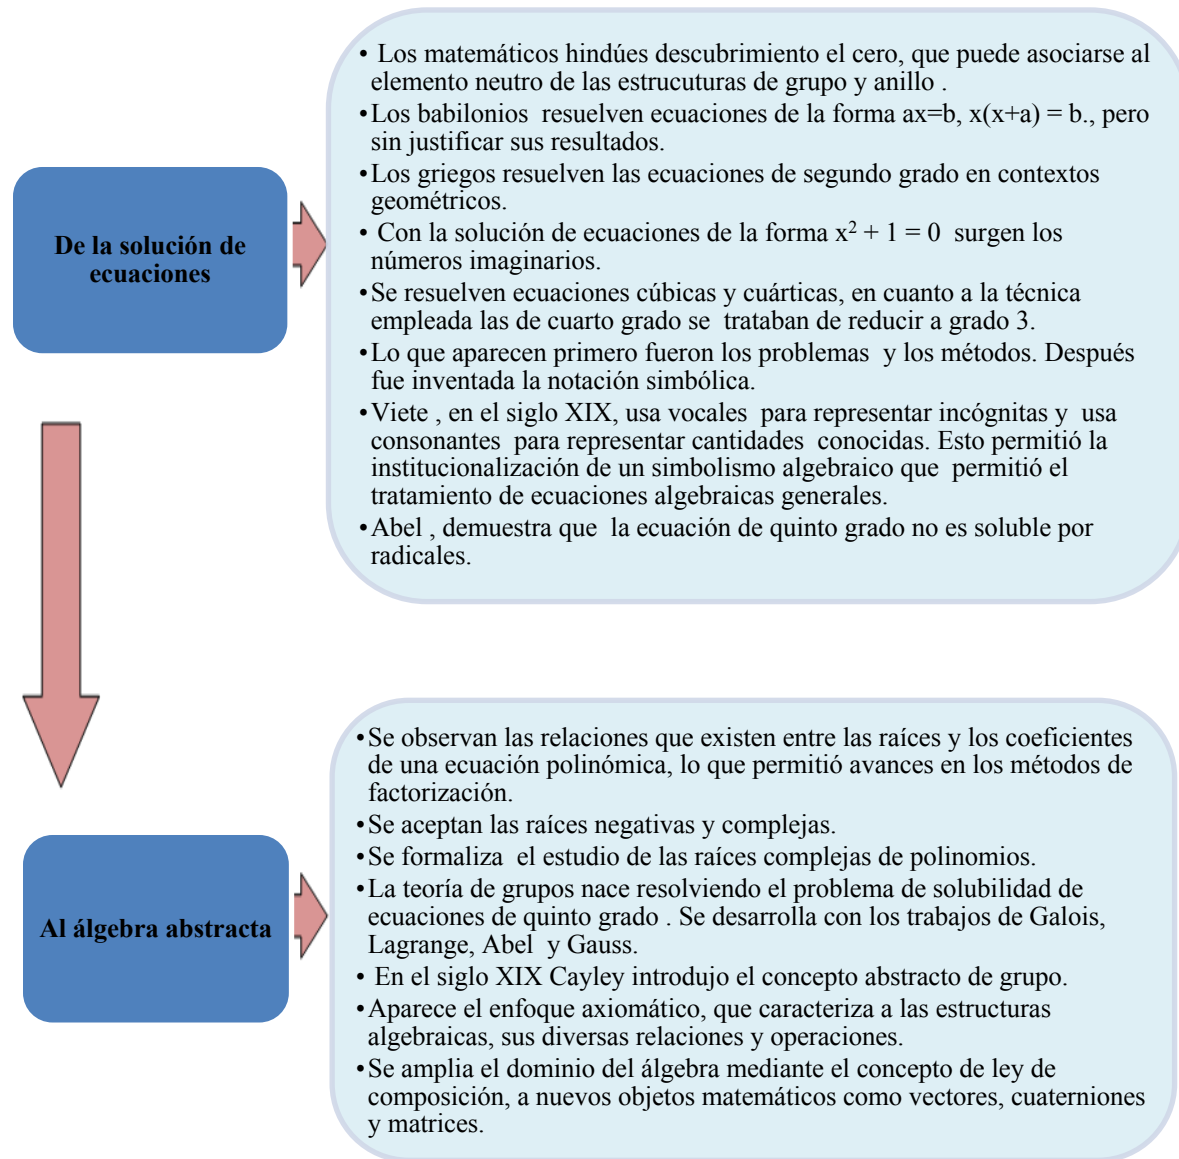 • Los matemáticos hindúes descubrimiento el cero, que puede asociarse al
elemento neutro de las estrucuturas de grupo y anillo .
•Los babilonios resuelven ecuaciones de la forma ax=b, x(x+a) = b., pero
sin justificar sus resultados.
•Los griegos resuelven las ecuaciones de segundo grado en contextos
geométricos.
• Con la solución de ecuaciones de la forma x² + 1 = 0 surgen los
números imaginarios.
•Se resuelven ecuaciones cúbicas y cuárticas, en cuanto a la técnica
empleada las de cuarto grado se trataban de reducir a grado 3.
•Lo que aparecen primero fueron los problemas y los métodos. Después
fue inventada la notación simbólica.
•Viete , en el siglo XIX, usa vocales para representar incógnitas y usa
consonantes para representar cantidades conocidas. Esto permitió la
institucionalización de un simbolismo algebraico que permitió el
tratamiento de ecuaciones algebraicas generales.
•Abel , demuestra que la ecuación de quinto grado no es soluble por
radicales.
De la solución de
ecuaciones
•Se observan las relaciones que existen entre las raíces y los coeficientes
de una ecuación polinómica, lo que permitió avances en los métodos de
factorización.
•Se aceptan las raíces negativas y complejas.
•Se formaliza el estudio de las raíces complejas de polinomios.
•La teoría de grupos nace resolviendo el problema de solubilidad de
ecuaciones de quinto grado . Se desarrolla con los trabajos de Galois,
Lagrange, Abel y Gauss.
• En el siglo XIX Cayley introdujo el concepto abstracto de grupo.
•Aparece el enfoque axiomático, que caracteriza a las estructuras
algebraicas, sus diversas relaciones y operaciones.
•Se amplia el dominio del álgebra mediante el concepto de ley de
composición, a nuevos objetos matemáticos como vectores, cuaterniones
y matrices.
Al álgebra abstracta